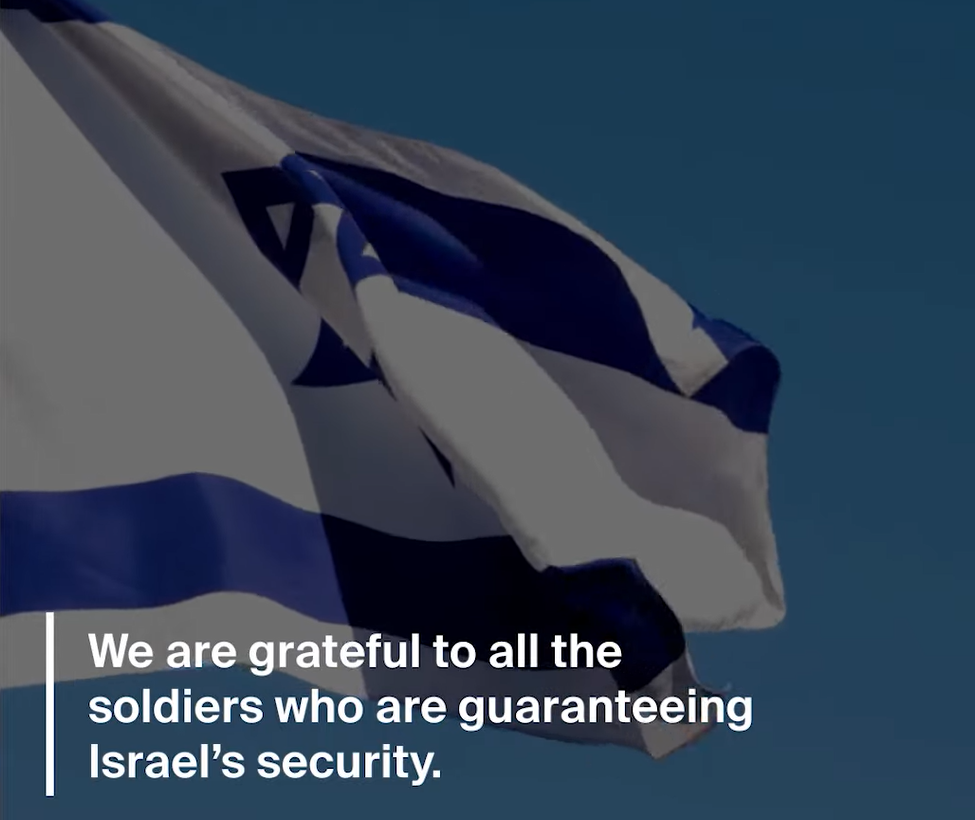 We are grateful to all the
soldiers who are guaranteeing
Israel’s security.